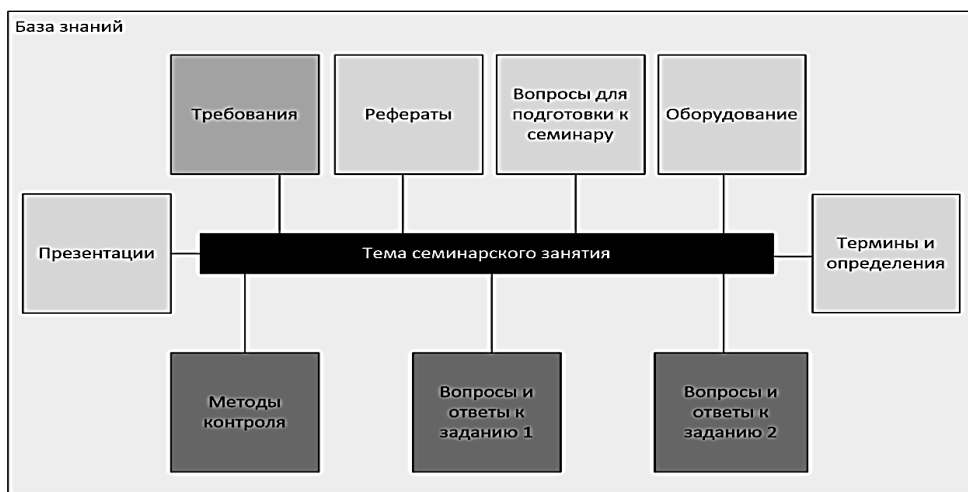 База знаний
Требования
Рефераты
Вопросы для
подготовки к
семинару
Оборудование
Презентации
Тема семинарского занятия
Термины и
определения
Методы
контроля
Вопросы и
ответы к
заданию 1
Вопросы и
ответы к
заданию 2